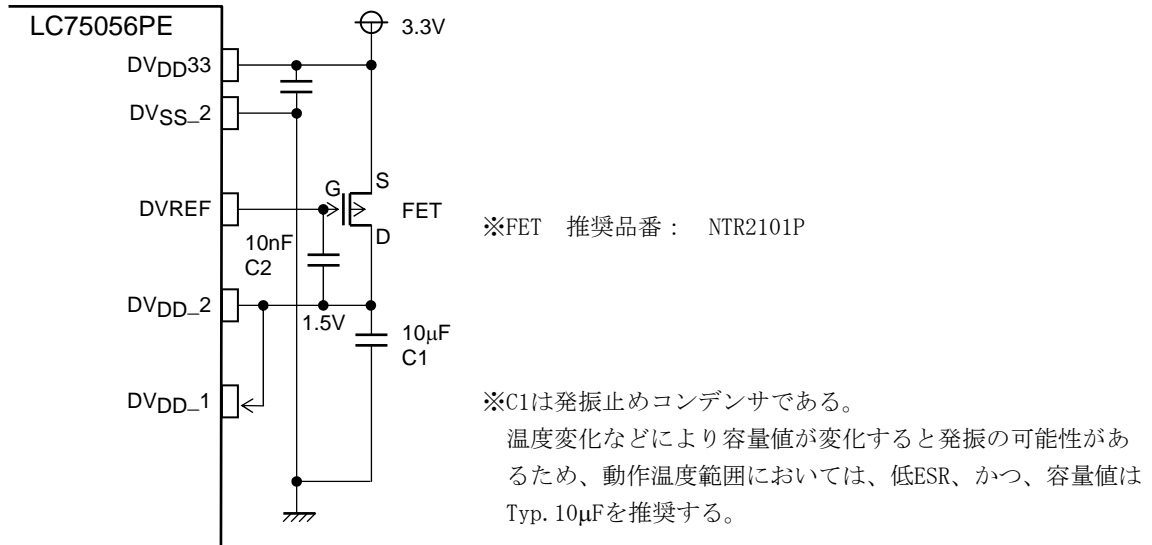 LC75056PE
3.3V
DVDD33
DVSS_2
G
S
DVREF
FET
※FET 推奨品番： NTR2101P
D
10nF
C2
DVDD_2
1.5V
10μF
C1
DVDD_1
※C1は発振止めコンデンサである。
温度変化などにより容量値が変化すると発振の可能性があ
るため、動作温度範囲においては、低ESR、かつ、容量値は
Typ.10μFを推奨する。